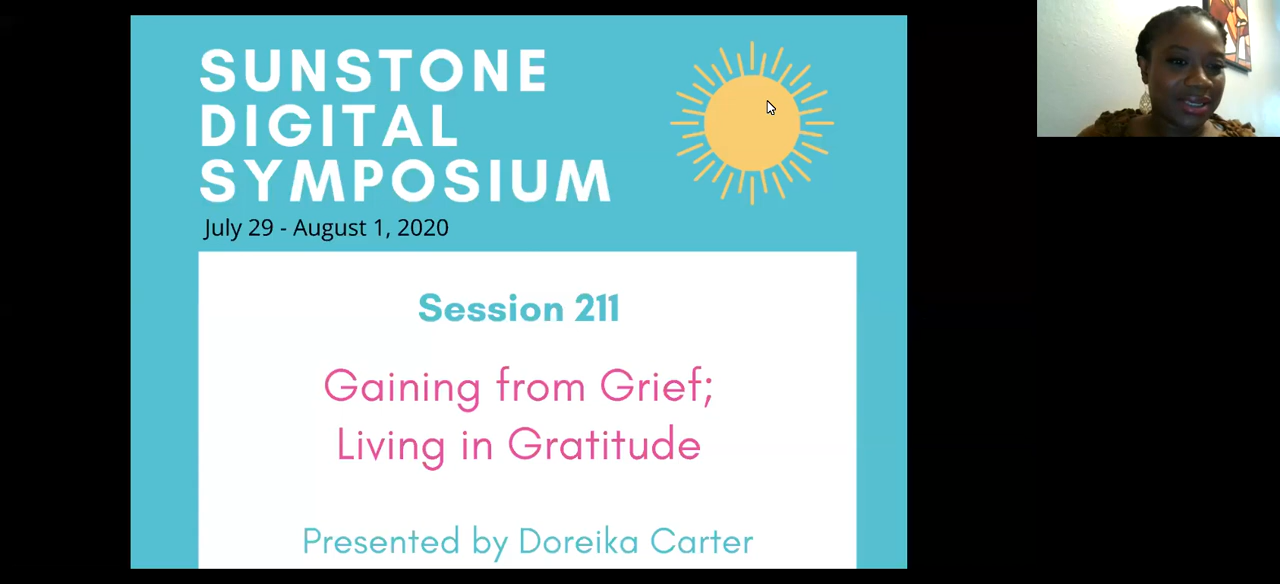 SUNSTONE
DIGITAL
SYMPOSIUM
July 29 - August 1, 2020
Session 211
Gaining from Grief;
Living in Gratitude
Presented by Doreika Carter